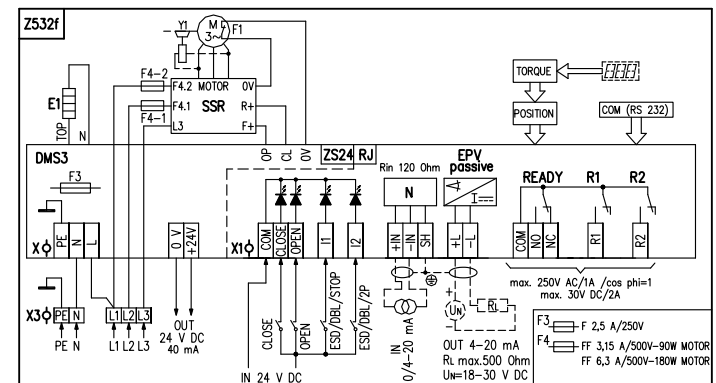 Z532f
Y1
M
3~
F1
F4-2
F4.2 MOTOR 0V
F4.1 SSR R+
L3 F+
F4-1
E1
TOP
N
OP
CL
0V
TORQUE
POSITION
COM (RS 232)
DMS3
ZS24 RJ
EPV
passive
Rin 120 Ohm
N
READY R1 R2
F3
X
PE
N
L
0 V
+24V
X1
COM
CLOSE
OPEN
I1
I2
+IN
-IN
SH
+L
-L
COM
NO
NC
R1
R2
max. 250V AC/1A /cos phi=1
max. 30V DC/2A
X3 PE N L1 L2 L3
PE N L1 L2 L3
OUT
24 V DC
40 mA
CLOSE
OPEN
ESD/DBL/STOP
ESD/DBL/2P
IN 24 V DC
IN
0/4-20 mA
+
UN
-
RL
OUT 4-20 mA
RL max.500 Ohm
UN=18-30 V DC
F3 F 2,5 A/250V
F4 FF 3,15 A/500V-90W MOTOR
FF 6,3 A/500V-180W MOTOR